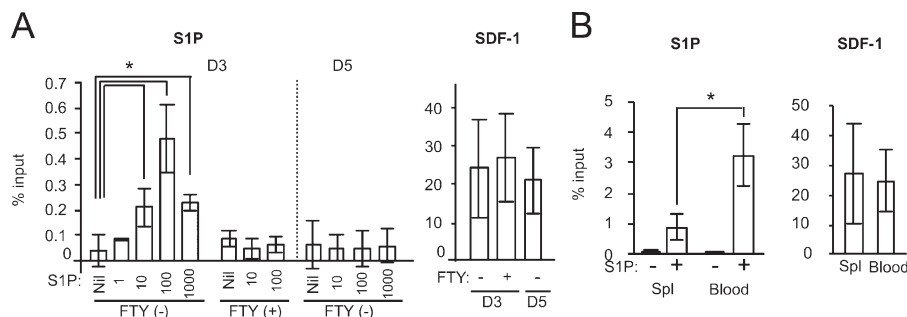 A
S1P
* D3 D5
% input
0.7
0.6
0.5
0.4
0.3
0.2
0.1
0
S1P: Nil 1 10 100 1000 Nil 10 100 Nil 10 100 1000
FTY (-) FTY (+) FTY (-)
SDF-1
40
30
20
10
0
FTY: - + -
D3 D5
B
S1P
*
% input
5
4
3
2
1
0
S1P: - + - +
Spl Blood
SDF-1
50
40
30
20
10
0
Spl Blood